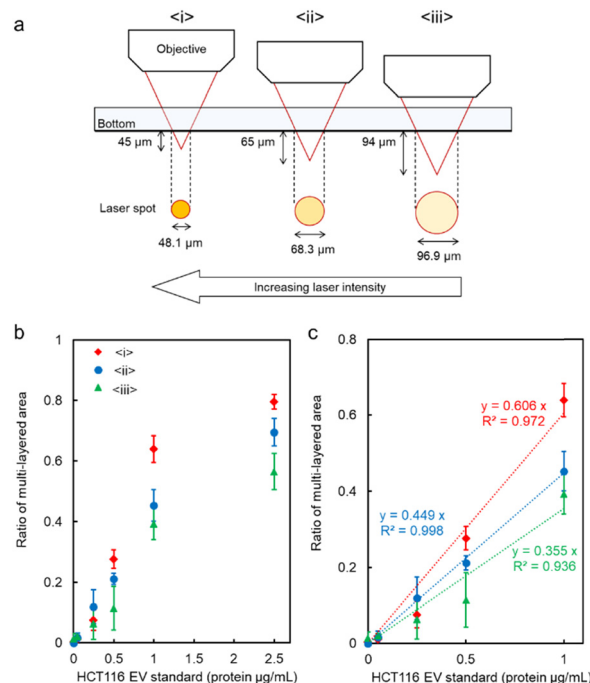 a
<i>
<ii>
<iii>
Objective
Bottom
45 µm
65 µm
94 µm
Laser spot
48.1 µm
68.3 µm
96.9 µm
Increasing laser intensity
b
Ratio of multi-layered area
1
0.8
0.6
0.4
0.2
0
<i>
<ii>
<iii>
0.0 0.5 1.0 1.5 2.0 2.5
HCT116 EV standard (protein µg/mL)
c
Ratio of multi-layered area
0.8
0.6
0.4
0.2
0
y = 0.606 x
R² = 0.972
y = 0.449 x
R² = 0.998
y = 0.355 x
R² = 0.936
0 0.5 1
HCT116 EV standard (protein µg/mL)